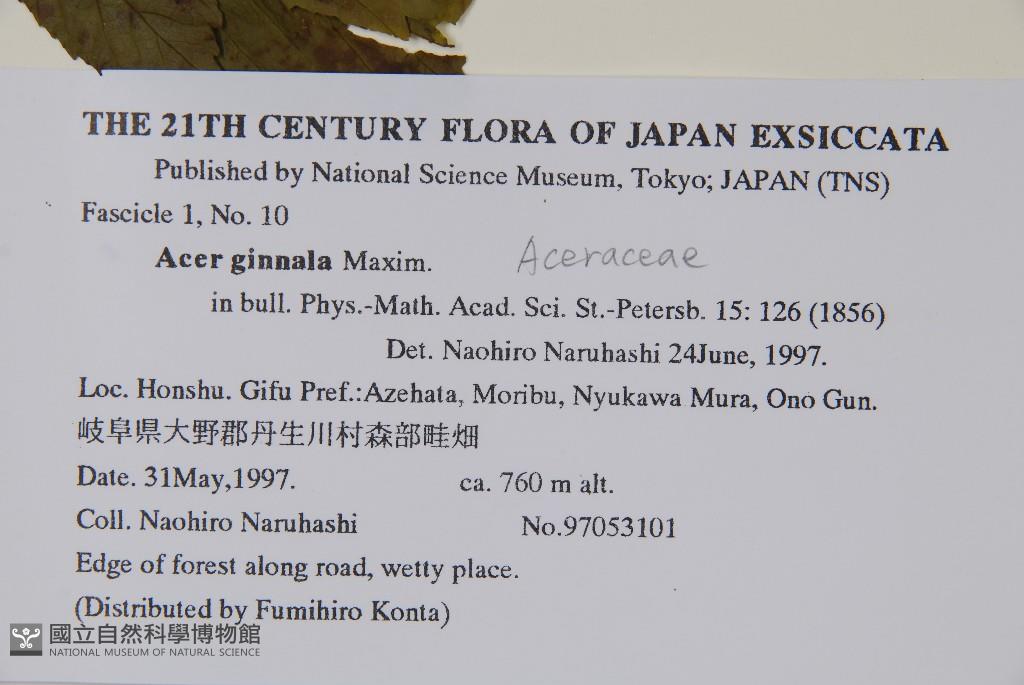 THE 21TH CENTURY FLORA OF JAPAN EXSICCATA
Published by National Science Museum, Tokyo; JAPAN (TNS)
Fascicle 1, No. 10
Acer ginnala Maxim. Aceraceae
in bull. Phys.-Math. Acad. Sci. St.-Petersb. 15: 126 (1856)
Det. Naohiro Naruhashi 24June, 1997.
Loc. Honshu. Gifu Pref.:Azehata, Moribu, Nyukawa Mura, Ono Gun.
岐阜県大野郡丹生川村森部畦畑
Date. 31May,1997. ca. 760 m alt.
Coll. Naohiro Naruhashi No.97053101
Edge of forest along road, wetty place.
(Distributed by Fumihiro Konta)
國立自然科學博物館
NATIONAL MUSEUM OF NATURAL SCIENCE